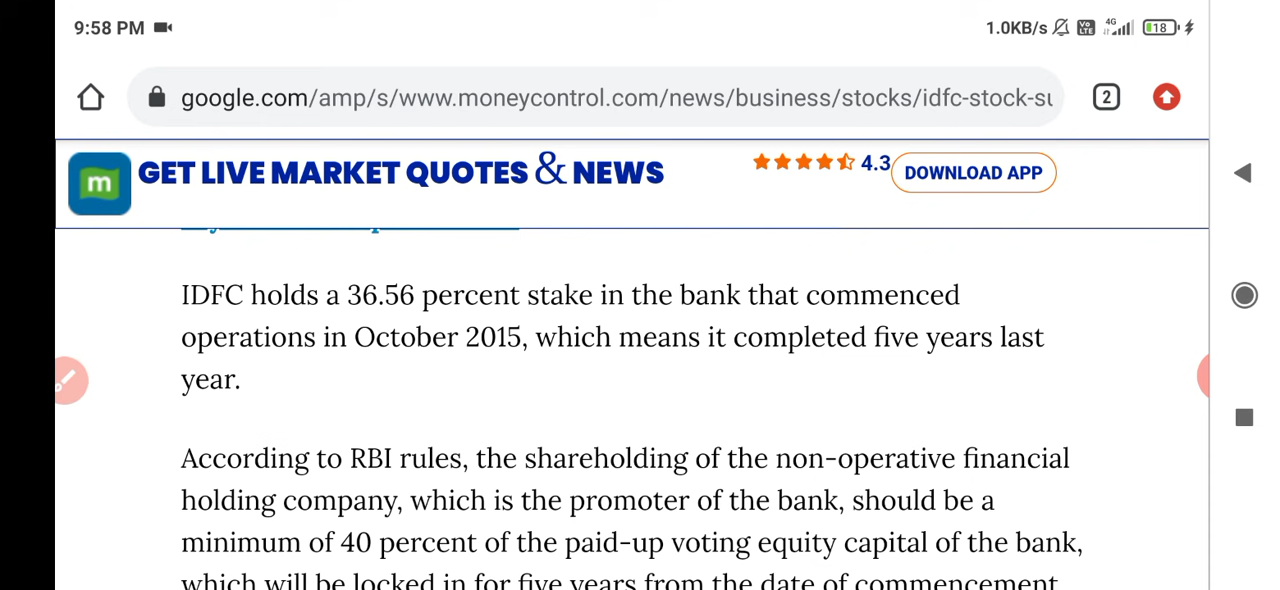 9:58 PM 1.0KB/s Vo LTE 4G 18
google.com/amp/s/www.moneycontrol.com/news/business/stocks/idfc-stock-su 2
m GET LIVE MARKET QUOTES & NEWS 4.3 DOWNLOAD APP
IDFC holds a 36.56 percent stake in the bank that commenced
operations in October 2015, which means it completed five years last
year.
According to RBI rules, the shareholding of the non-operative financial
holding company, which is the promoter of the bank, should be a
minimum of 40 percent of the paid-up voting equity capital of the bank,
which will be locked in for five years from the date of commencement